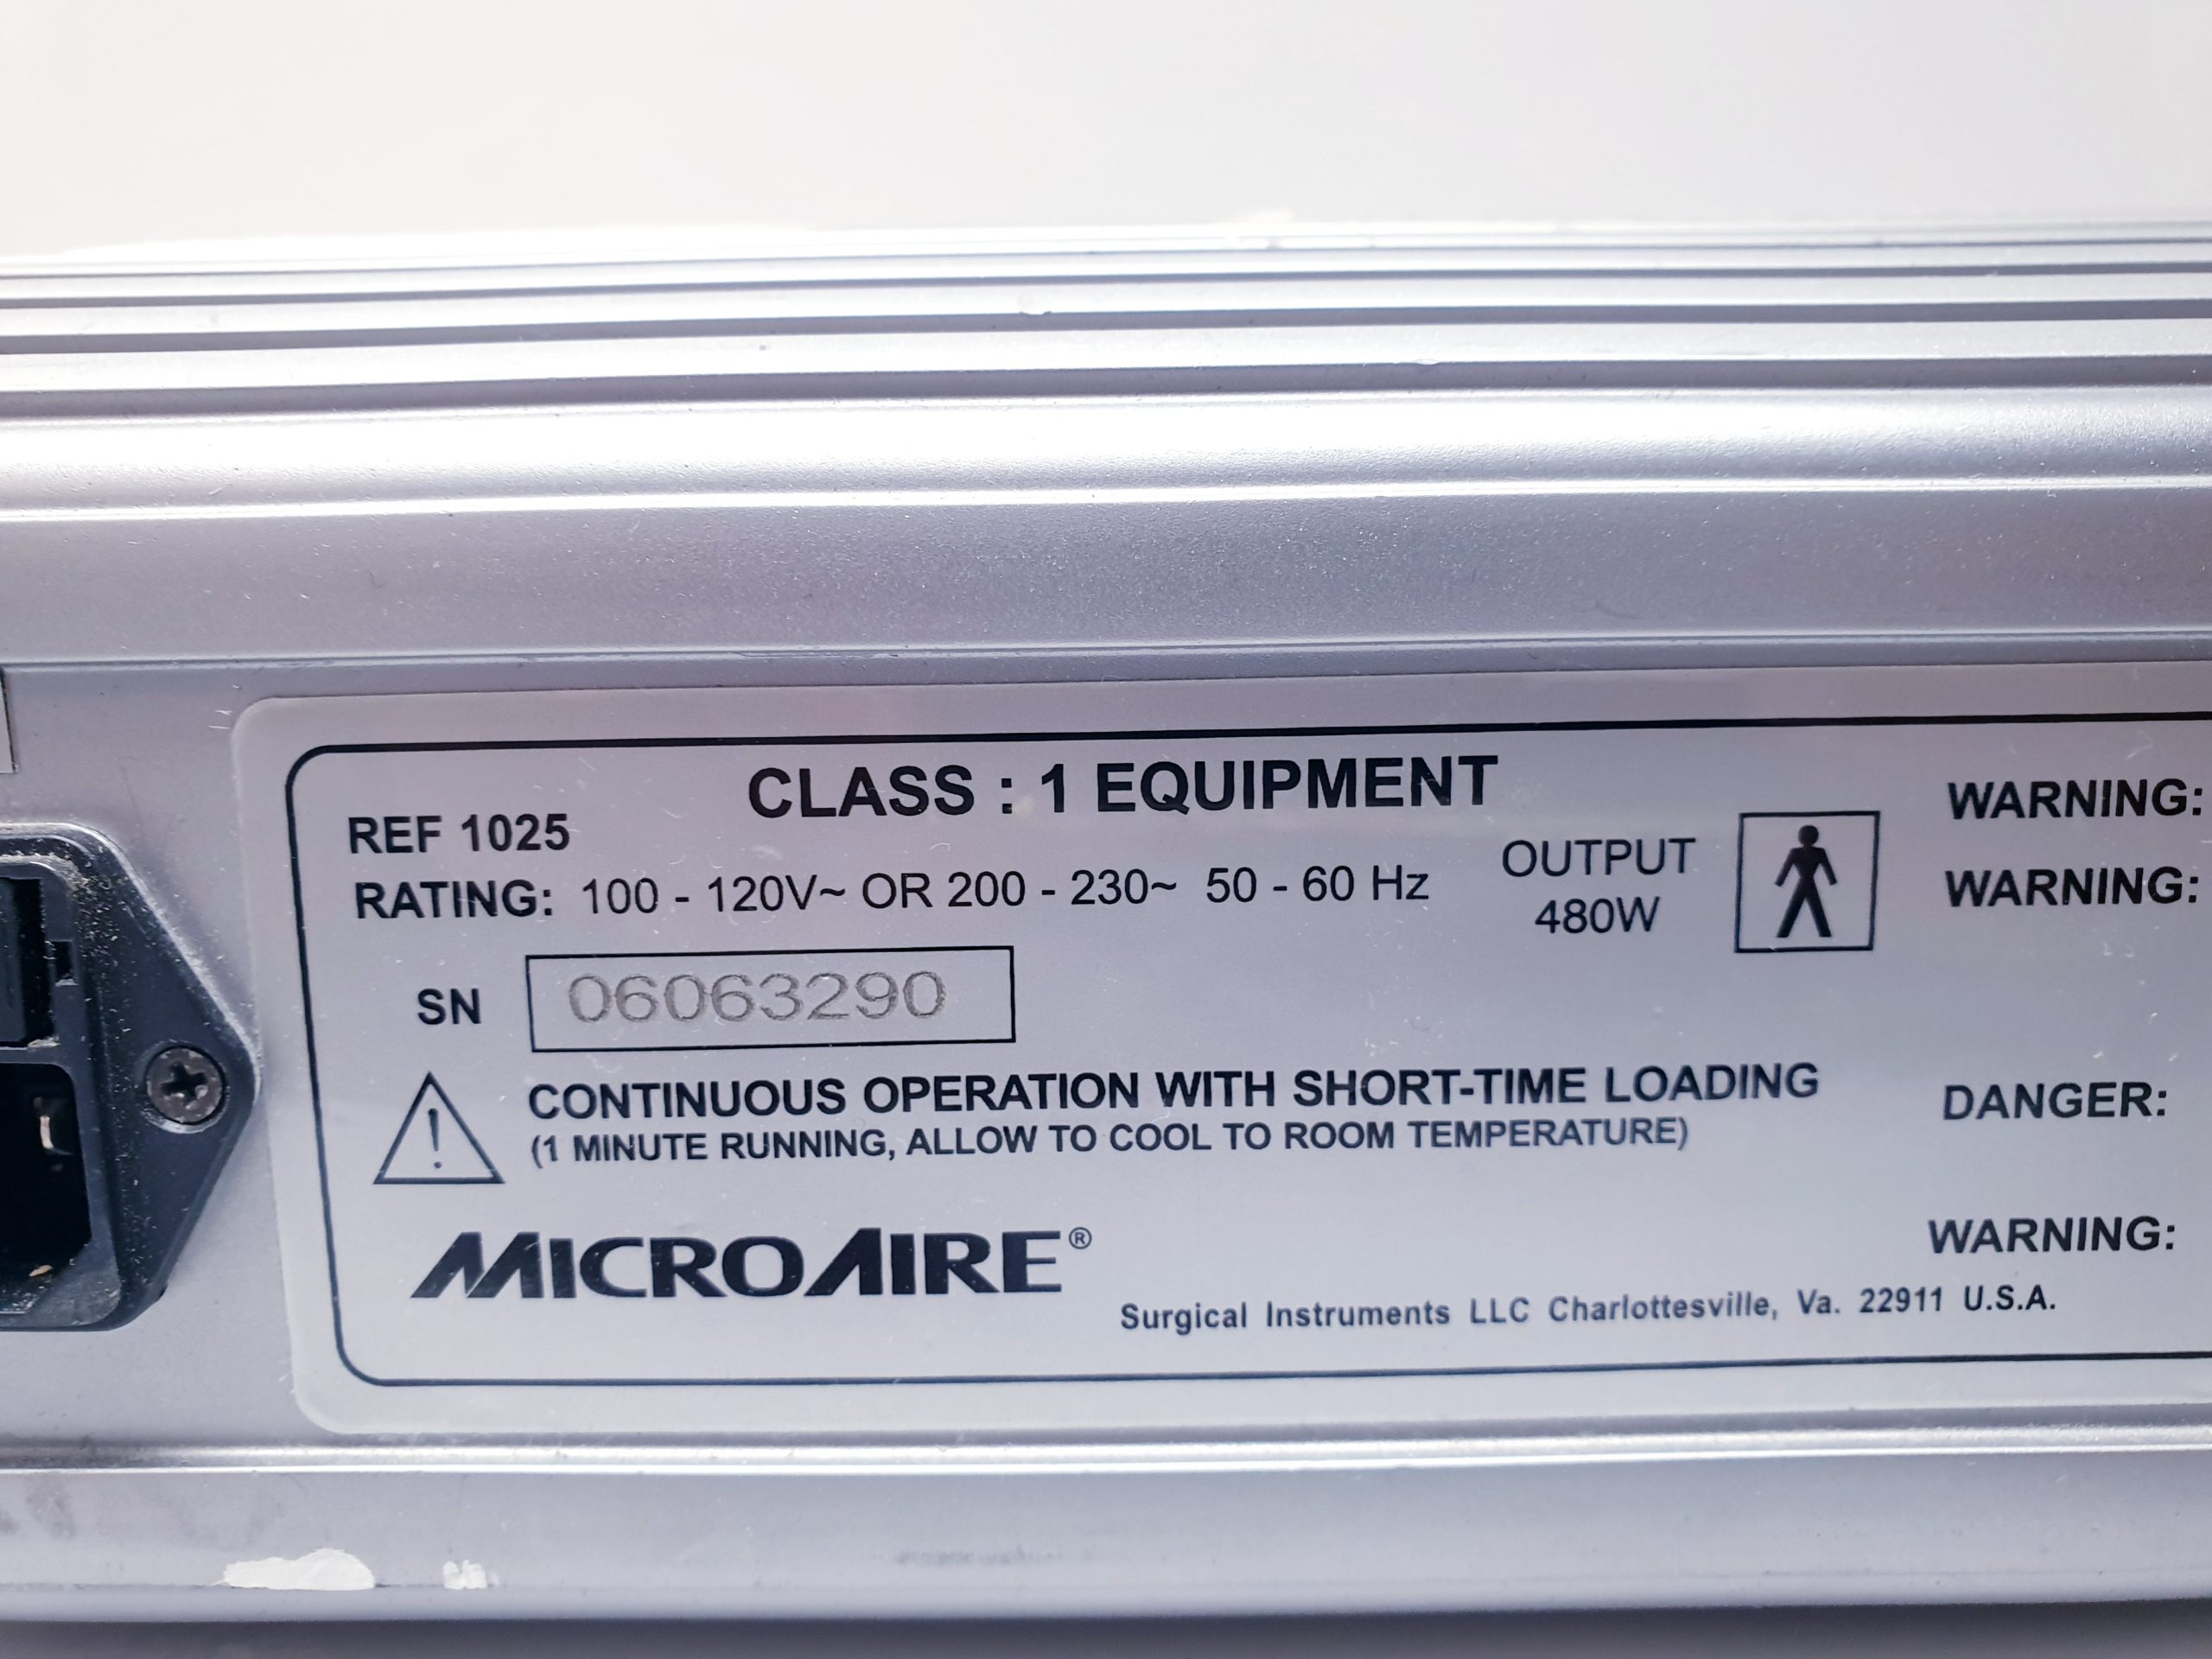 CLASS : 1 EQUIPMENT
REF 1025
RATING: 100 - 120V~ OR 200 - 230~ 50 - 60 Hz
OUTPUT
480W
SN 06063290
CONTINUOUS OPERATION WITH SHORT-TIME LOADING
(1 MINUTE RUNNING, ALLOW TO COOL TO ROOM TEMPERATURE)
MICROAIRE®
Surgical Instruments LLC Charlottesville, Va. 22911 U.S.A.
WARNING:
WARNING:
DANGER:
WARNING: